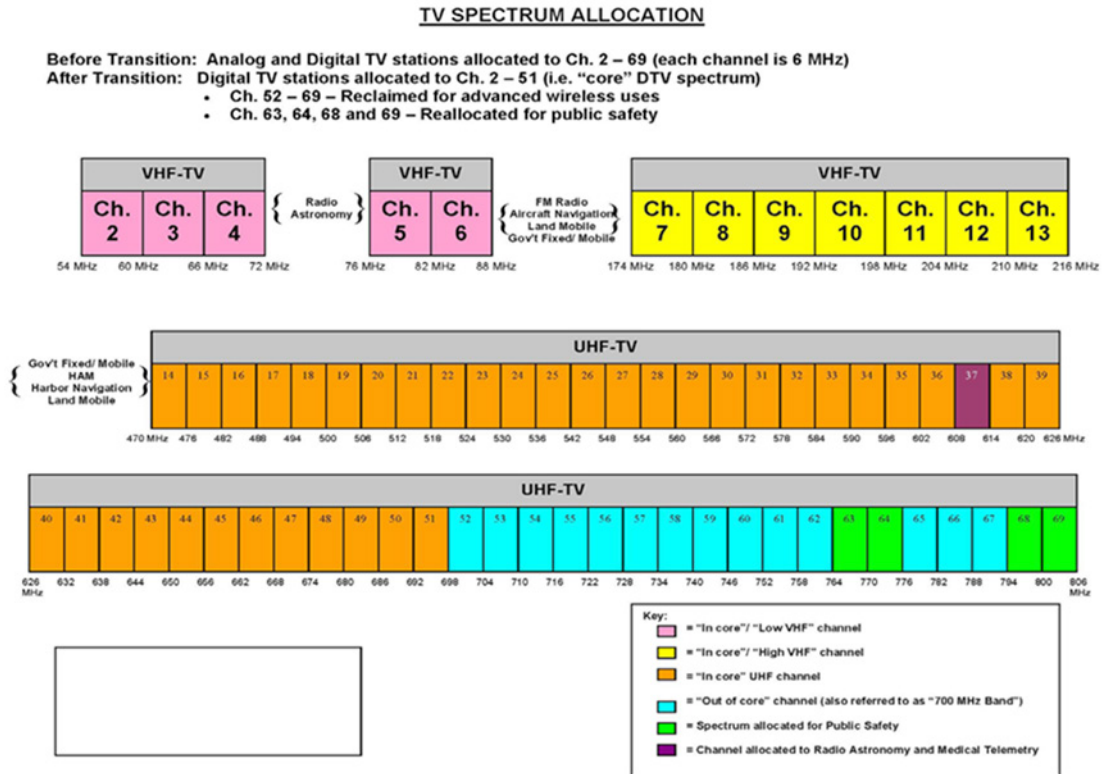 TV SPECTRUM ALLOCATION
Before Transition: Analog and Digital TV stations allocated to Ch. 2 – 69 (each channel is 6 MHz)
After Transition: Digital TV stations allocated to Ch. 2 – 51 (i.e. “core” DTV spectrum)
• Ch. 52 – 69 – Reclaimed for advanced wireless uses
• Ch. 63, 64, 68 and 69 – Reallocated for public safety
VHF-TV
Ch. 2 Ch. 3 Ch. 4
54 MHz 60 MHz 66 MHz 72 MHz
{ Radio
Astronomy }
VHF-TV
Ch. 5 Ch. 6
76 MHz 82 MHz 88 MHz
{ FM Radio
Aircraft Navigation
Land Mobile
Gov't Fixed/ Mobile }
VHF-TV
Ch. 7 Ch. 8 Ch. 9 Ch. 10 Ch. 11 Ch. 12 Ch. 13
174 MHz 180 MHz 186 MHz 192 MHz 198 MHz 204 MHz 210 MHz 216 MHz
{ Gov't Fixed/ Mobile
HAM
Harbor Navigation
Land Mobile }
UHF-TV
14 15 16 17 18 19 20 21 22 23 24 25 26 27 28 29 30 31 32 33 34 35 36 37 38 39
470 MHz 476 482 488 494 500 506 512 518 524 530 536 542 548 554 560 566 572 578 584 590 596 602 608 614 620 626 MHz
UHF-TV
40 41 42 43 44 45 46 47 48 49 50 51 52 53 54 55 56 57 58 59 60 61 62 63 64 65 66 67 68 69
626 MHz 632 638 644 650 656 662 668 674 680 686 692 698 704 710 716 722 728 734 740 746 752 758 764 770 776 782 788 794 800 806 MHz
Key:
= “In core”/ “Low VHF” channel
= “In core”/ “High VHF” channel
= “In core” UHF channel
= “Out of core” channel (also referred to as “700 MHz Band”)
= Spectrum allocated for Public Safety
= Channel allocated to Radio Astronomy and Medical Telemetry